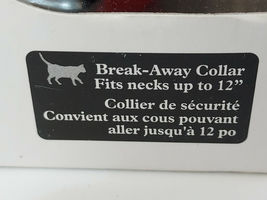 Break-Away Collar
Fits necks up to 12"
Collier de sécurité
Convient aux cous pouvant
aller jusqu'à 12 po